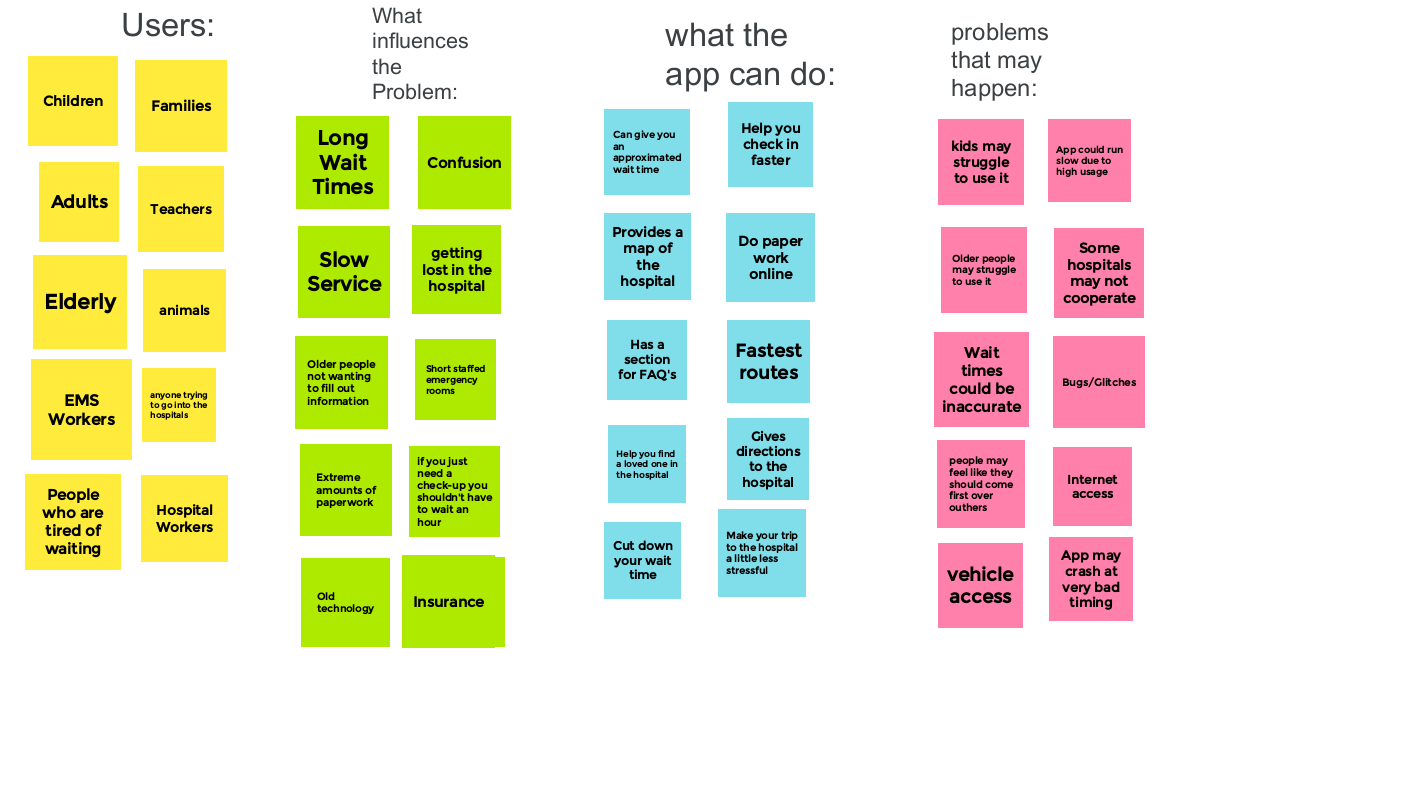 Users:
Children
Families
Adults
Teachers
Elderly
animals
EMS
Workers
anyone trying
to go into the
hospitals
People
who are
tired of
waiting
Hospital
Workers
What
influences
the
Problem:
Long
Wait
Times
Confusion
Slow
Service
getting
lost in the
hospital
Older people
not wanting
to fill out
information
Short staffed
emergency
rooms
Extreme
amounts of
paperwork
if you just
need a
check-up you
shouldn't have
to wait an
hour
Old
technology
Insurance
what the
app can do:
Can give you
an
approximated
wait time
Help you
check in
faster
Provides a
map of
the
hospital
Do paper
work
online
Has a
section
for FAQ's
Fastest
routes
Help you find
a loved one in
the hospital
Gives
directions
to the
hospital
Cut down
your wait
time
Make your trip
to the hospital
a little less
stressful
problems
that may
happen:
kids may
struggle
to use it
App could run
slow due to
high usage
Older people
may struggle
to use it
Some
hospitals
may not
cooperate
Wait
times
could be
inaccurate
Bugs/Glitches
people may
feel like they
should come
first over
outhers
Internet
access
vehicle
access
App may
crash at
very bad
timing